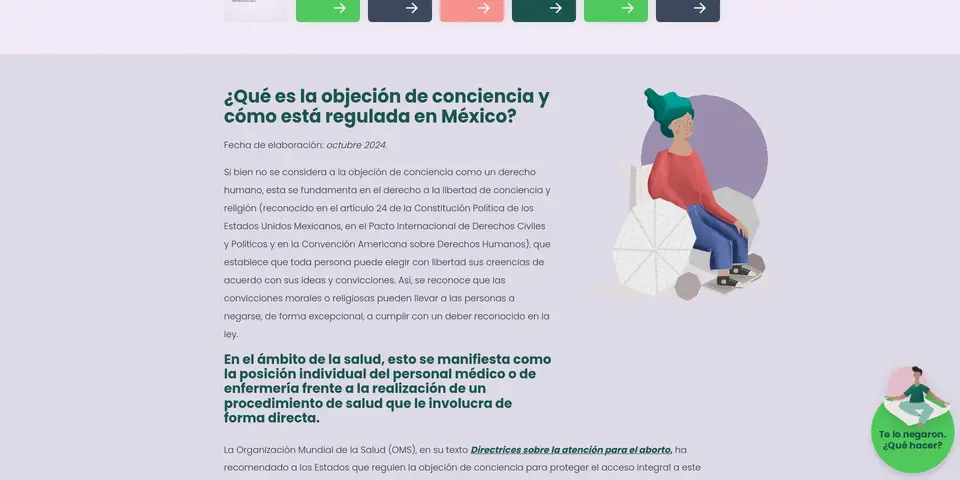 ¿Qué es la objeción de conciencia y
cómo está regulada en México?
Fecha de elaboración: octubre 2024.
Si bien no se considera a la objeción de conciencia como un derecho
humano, esta se fundamenta en el derecho a la libertad de conciencia y
religión (reconocido en el artículo 24 de la Constitución Política de los
Estados Unidos Mexicanos, en el Pacto Internacional de Derechos Civiles
y Políticos y en la Convención Americana sobre Derechos Humanos), que
establece que toda persona puede elegir con libertad sus creencias de
acuerdo con sus ideas y convicciones. Así, se reconoce que las
convicciones morales o religiosas pueden llevar a las personas a
negarse, de forma excepcional, a cumplir con un deber reconocido en la
ley.
En el ámbito de la salud, esto se manifiesta como
la posición individual del personal médico o de
enfermería frente a la realización de un
procedimiento de salud que le involucra de
forma directa.
La Organización Mundial de la Salud (OMS), en su texto Directrices sobre la atención para el aborto, ha
recomendado a los Estados que regulen la objeción de conciencia para proteger el acceso integral a este
Te lo negaron.
¿Qué hacer?